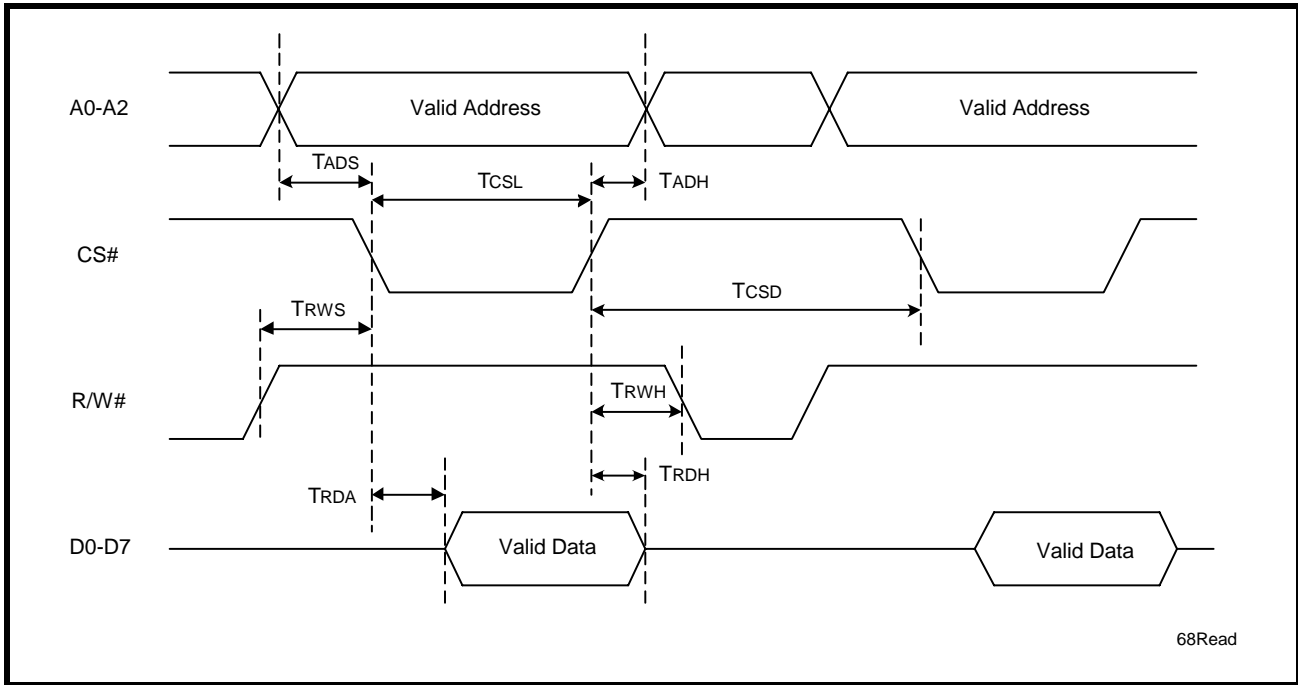 A0-A2
Valid Address
Valid Address
TADS
TCSL
TADH
CS#
TCSD
TRWS
R/W#
TRWH
TRDH
TRDA
D0-D7
Valid Data
Valid Data
68Read